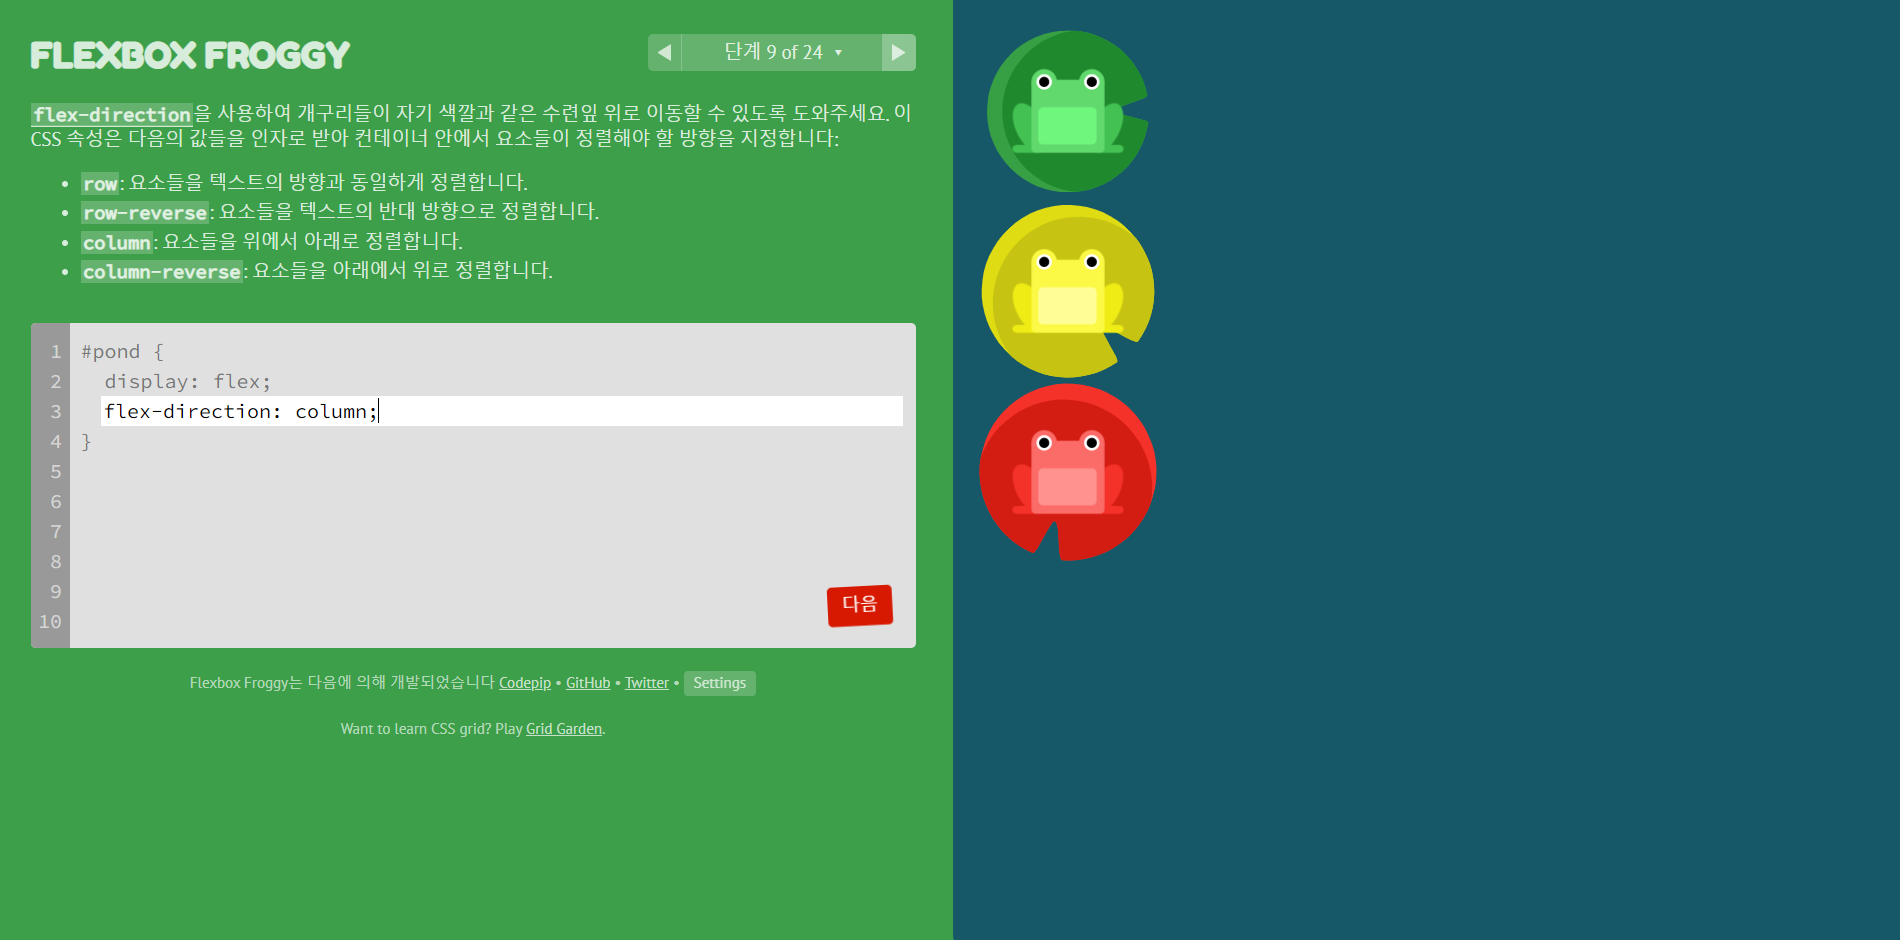 FLEXBOX FROGGY
◀ 단계 9 of 24 ▼ ▶
flex-direction을 사용하여 개구리들이 자기 색깔과 같은 수련잎 위로 이동할 수 있도록 도와주세요. 이
CSS 속성은 다음의 값들을 인자로 받아 컨테이너 안에서 요소들이 정렬해야 할 방향을 지정합니다:
• row: 요소들을 텍스트의 방향과 동일하게 정렬합니다.
• row-reverse: 요소들을 텍스트의 반대 방향으로 정렬합니다.
• column: 요소들을 위에서 아래로 정렬합니다.
• column-reverse: 요소들을 아래에서 위로 정렬합니다.
1 #pond {
2 display: flex;
3 flex-direction: column;
4 }
5
6
7
8
9
10
다음
Flexbox Froggy는 다음에 의해 개발되었습니다 Codepip • GitHub • Twitter • Settings
Want to learn CSS grid? Play Grid Garden.